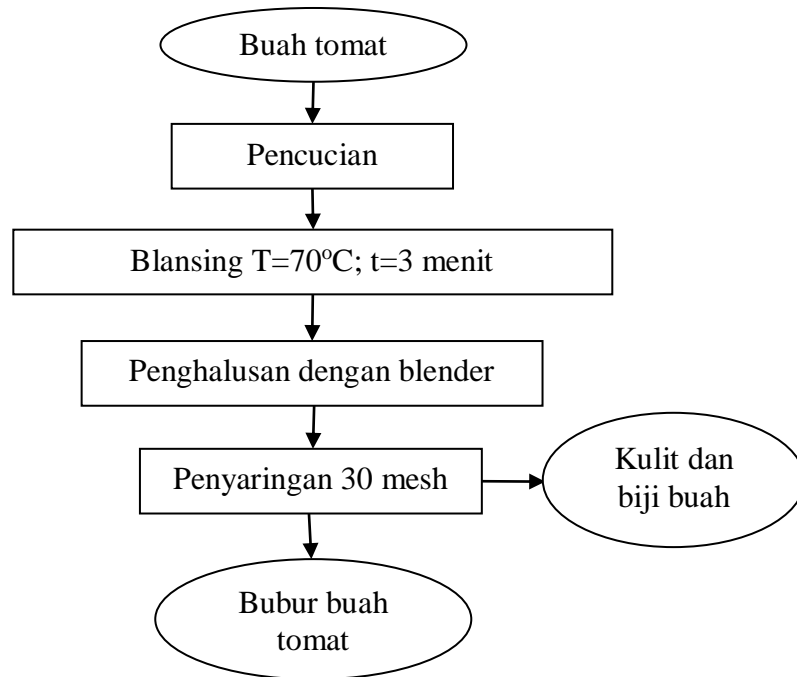 Buah tomat
Pencucian
Blansing T=70ºC; t=3 menit
Penghalusan dengan blender
Penyaringan 30 mesh
Kulit dan
biji buah
Bubur buah
tomat